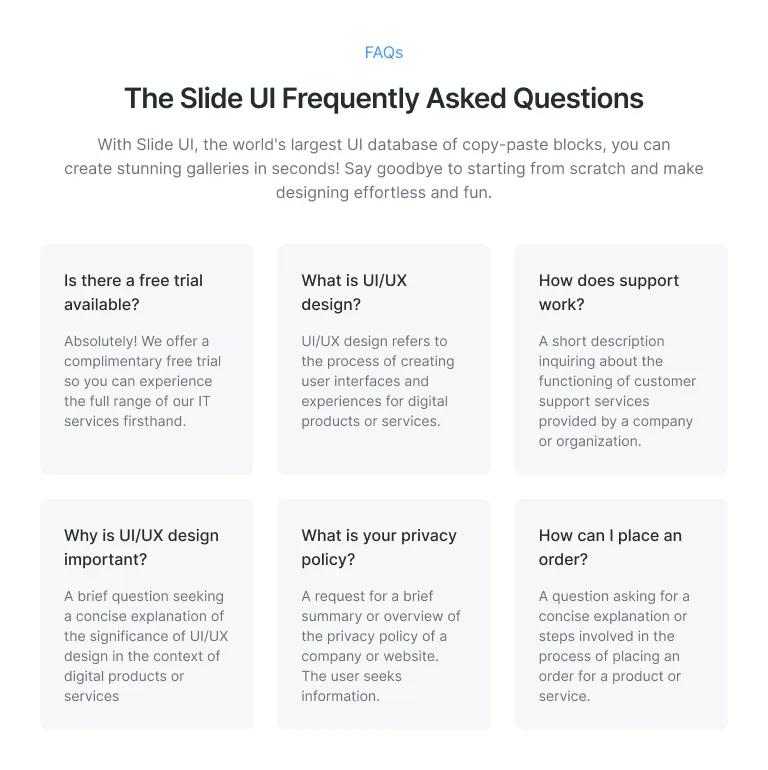 FAQs
The Slide UI Frequently Asked Questions
With Slide UI, the world's largest UI database of copy-paste blocks, you can
create stunning galleries in seconds! Say goodbye to starting from scratch and make
designing effortless and fun.
Is there a free trial
available?
Absolutely! We offer a
complimentary free trial
so you can experience
the full range of our IT
services firsthand.
What is UI/UX
design?
UI/UX design refers to
the process of creating
user interfaces and
experiences for digital
products or services.
How does support
work?
A short description
inquiring about the
functioning of customer
support services
provided by a company
or organization.
Why is UI/UX design
important?
A brief question seeking
a concise explanation of
the significance of UI/UX
design in the context of
digital products or
services
What is your privacy
policy?
A request for a brief
summary or overview of
the privacy policy of a
company or website.
The user seeks
information.
How can I place an
order?
A question asking for a
concise explanation or
steps involved in the
process of placing an
order for a product or
service.